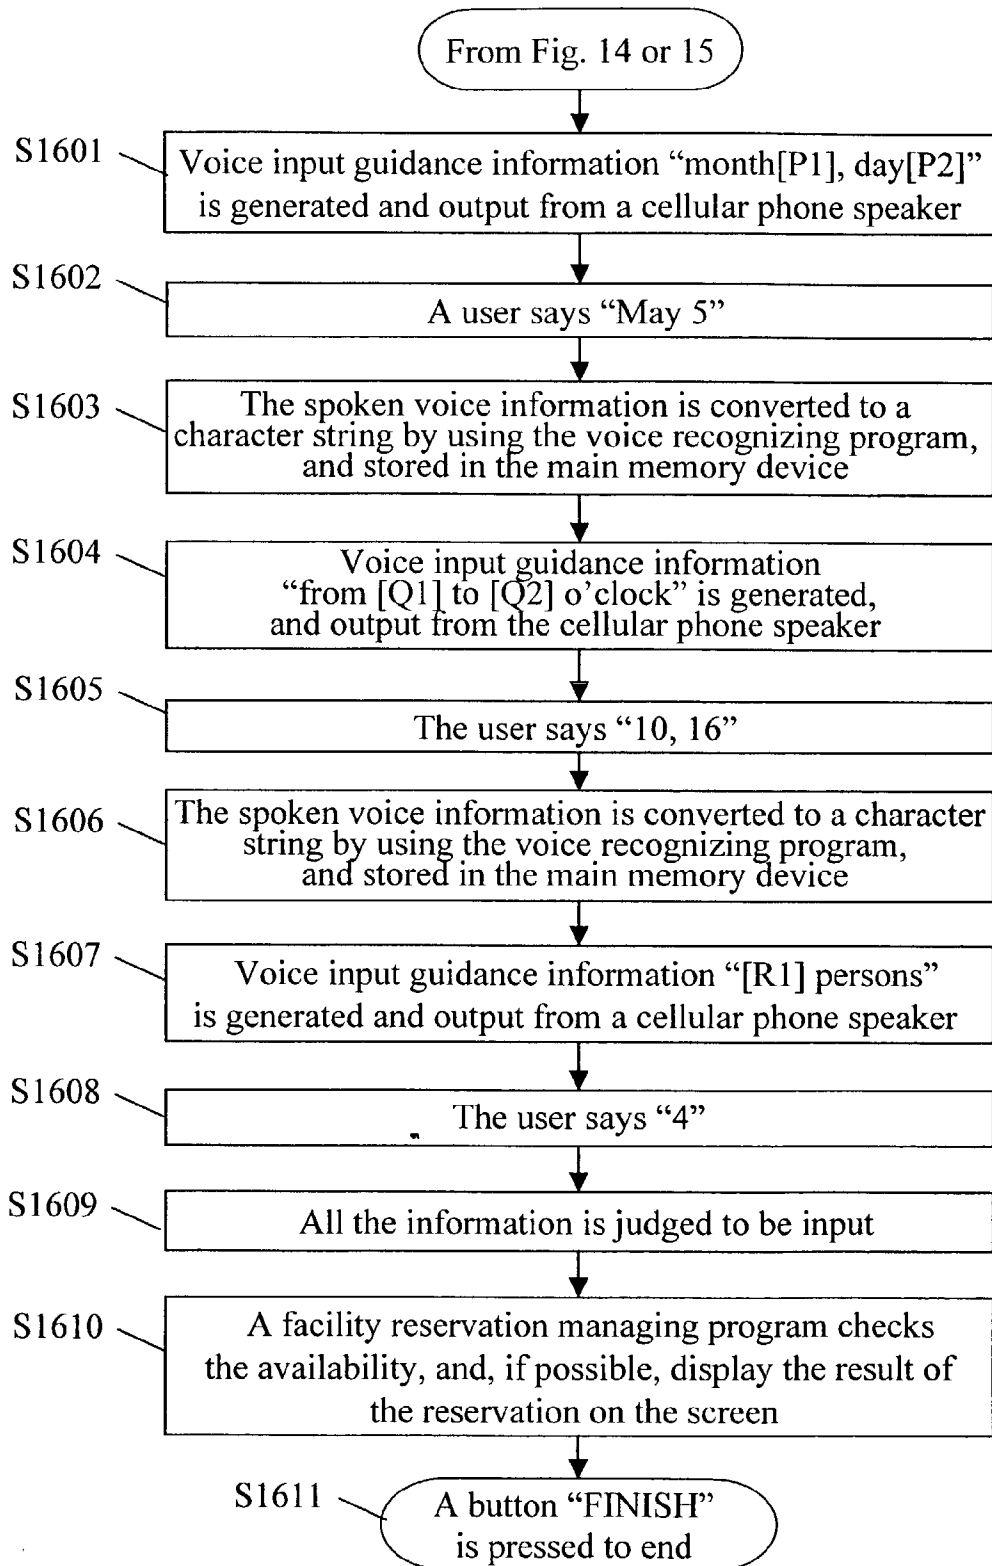 From Fig. 14 or 15
S1601
Voice input guidance information “month[P1], day[P2]”
is generated and output from a cellular phone speaker
S1602
A user says “May 5”
S1603
The spoken voice information is converted to a
character string by using the voice recognizing program,
and stored in the main memory device
S1604
Voice input guidance information
“from [Q1] to [Q2] o’clock” is generated,
and output from the cellular phone speaker
S1605
The user says “10, 16”
S1606
The spoken voice information is converted to a character
string by using the voice recognizing program,
and stored in the main memory device
S1607
Voice input guidance information “[R1] persons”
is generated and output from a cellular phone speaker
S1608
The user says “4”
S1609
All the information is judged to be input
S1610
A facility reservation managing program checks
the availability, and, if possible, display the result of
the reservation on the screen
S1611
A button “FINISH”
is pressed to end